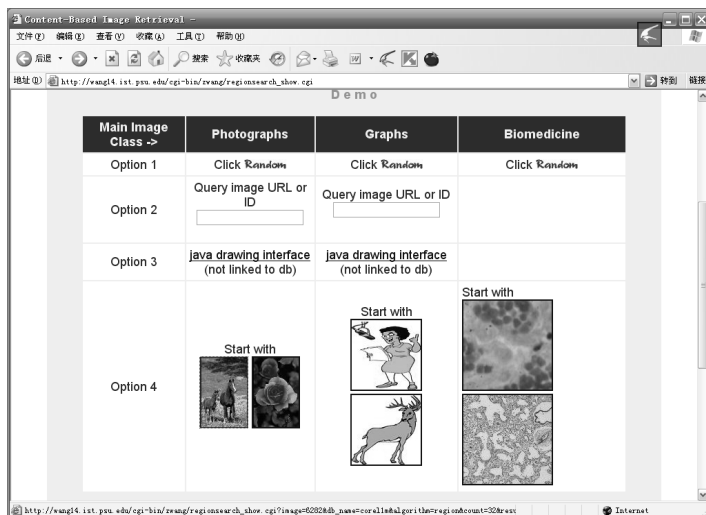 Content-Based Image Retrieval -
文件(F) 编辑(E) 查看(V) 收藏(A) 工具(T) 帮助(H)
后退 搜索 收藏夹
地址(D) http://wang14.ist.psu.edu/cgi-bin/zwang/regionsearch_show.cgi 转到 链接
Demo
Main Image Photographs Graphs Biomedicine
Class ->
Option 1 Click Random Click Random Click Random
Option 2 Query image URL or Query image URL or ID
ID
Option 3 java drawing interface java drawing interface
(not linked to db) (not linked to db)
Option 4 Start with Start with Start with
http://wang14.ist.psu.edu/cgi-bin/zwang/regionsearch_show.cgi?image=6282&db_name=corel1m&algorithm=region&count=32&resu Internet